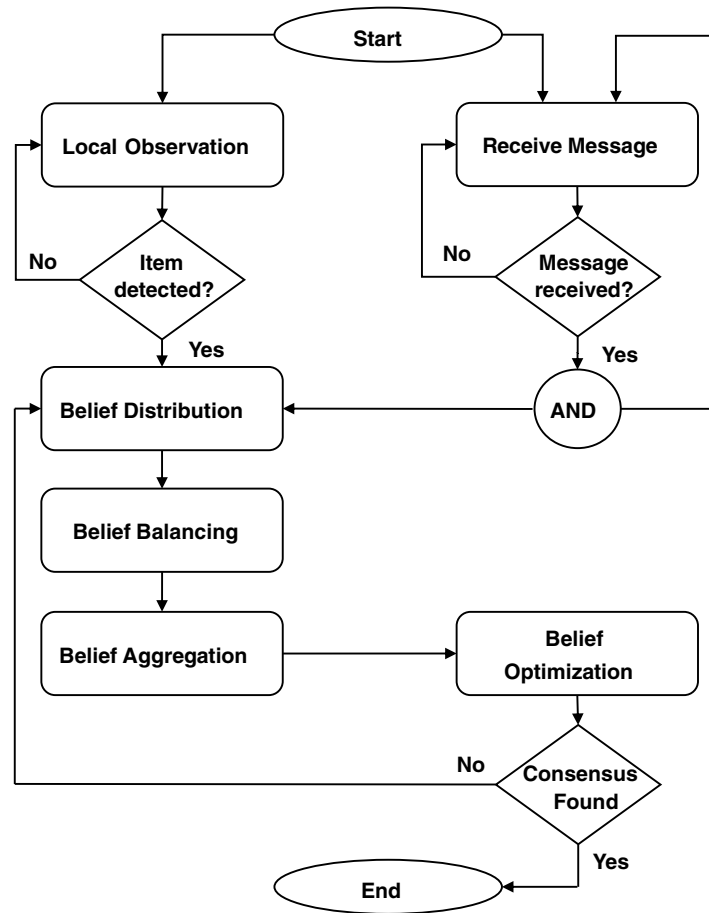 Start
Local Observation
Receive Message
No
Item
detected?
No
Message
received?
Yes
Yes
Belief Distribution
AND
Belief Balancing
Belief Aggregation
Belief
Optimization
No
Consensus
Found
Yes
End